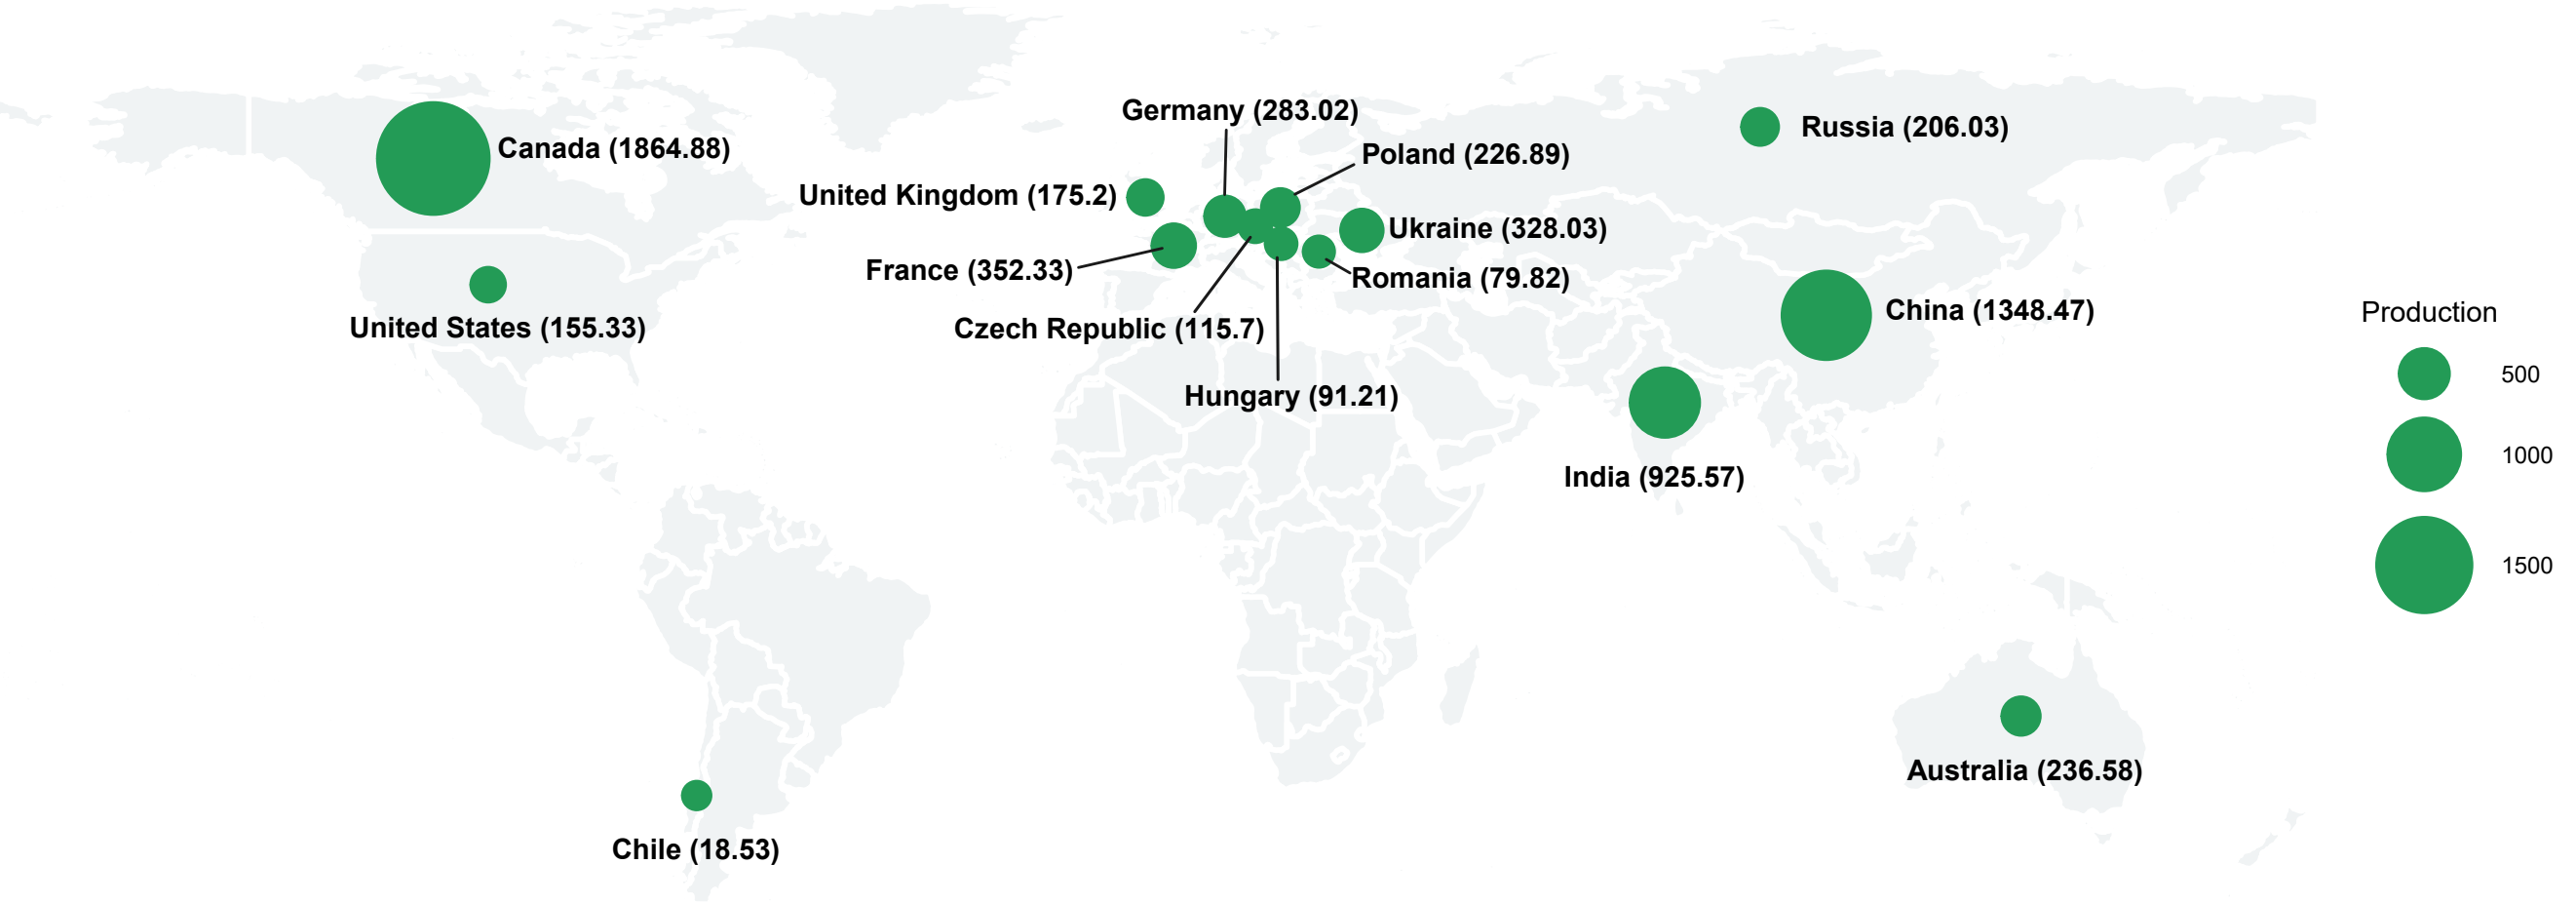 Germany (283.02)
Russia (206.03)
Canada (1864.88)
Poland (226.89)
United Kingdom (175.2)
Ukraine (328.03)
France (352.33)
Romania (79.82)
China (1348.47)
Production
United States (155.33)
Czech Republic (115.7)
500
Hungary (91.21)
1000
India (925.57)
1500
Australia (236.58)
Chile (18.53)